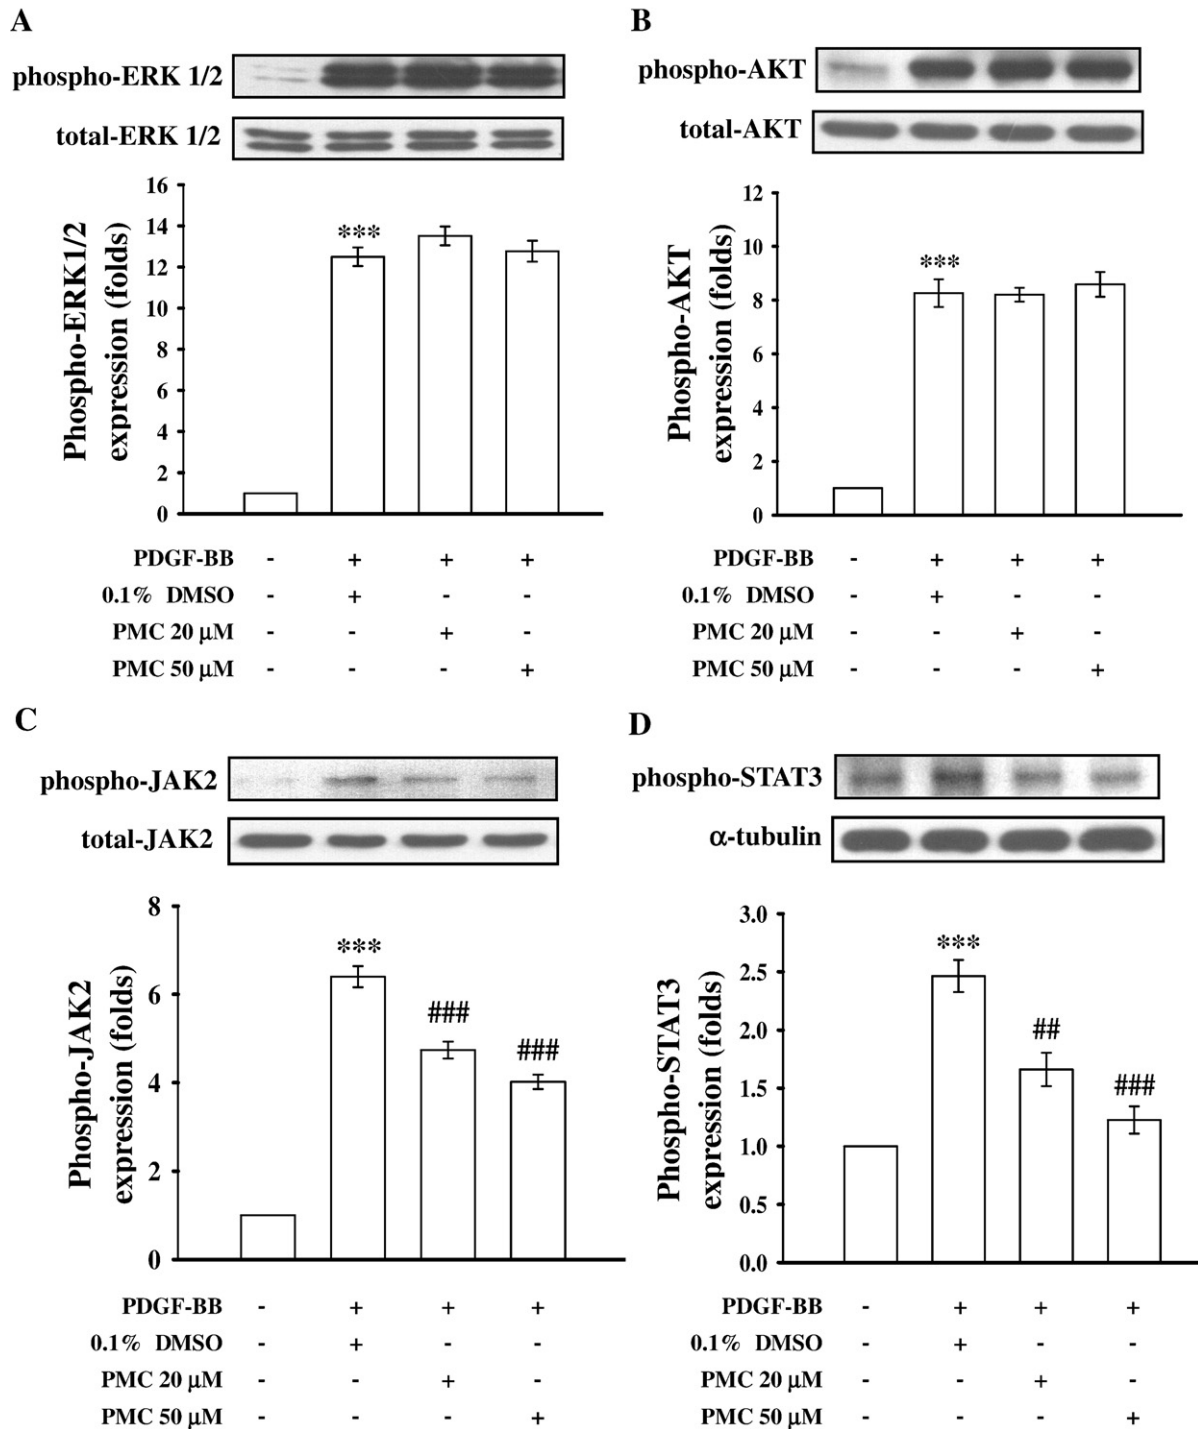 A
phospho-ERK 1/2
total-ERK 1/2
Phospho-ERK1/2
expression (folds)
16
14
12
10
8
6
4
2
0
***
PDGF-BB - + + +
0.1% DMSO - + - -
PMC 20 μM - - + -
PMC 50 μM - - - +
B
phospho-AKT
total-AKT
Phospho-AKT
expression (folds)
12
10
8
6
4
2
0
***
PDGF-BB - + + +
0.1% DMSO - + - -
PMC 20 μM - - + -
PMC 50 μM - - - +
C
phospho-JAK2
total-JAK2
Phospho-JAK2
expression (folds)
8
6
4
2
0
***
###
###
PDGF-BB - + + +
0.1% DMSO - + - -
PMC 20 μM - - + -
PMC 50 μM - - - +
D
phospho-STAT3
α-tubulin
Phospho-STAT3
expression (folds)
3.0
2.5
2.0
1.5
1.0
0.5
0.0
***
##
###
PDGF-BB - + + +
0.1% DMSO - + - -
PMC 20 μM - - + -
PMC 50 μM - - - +